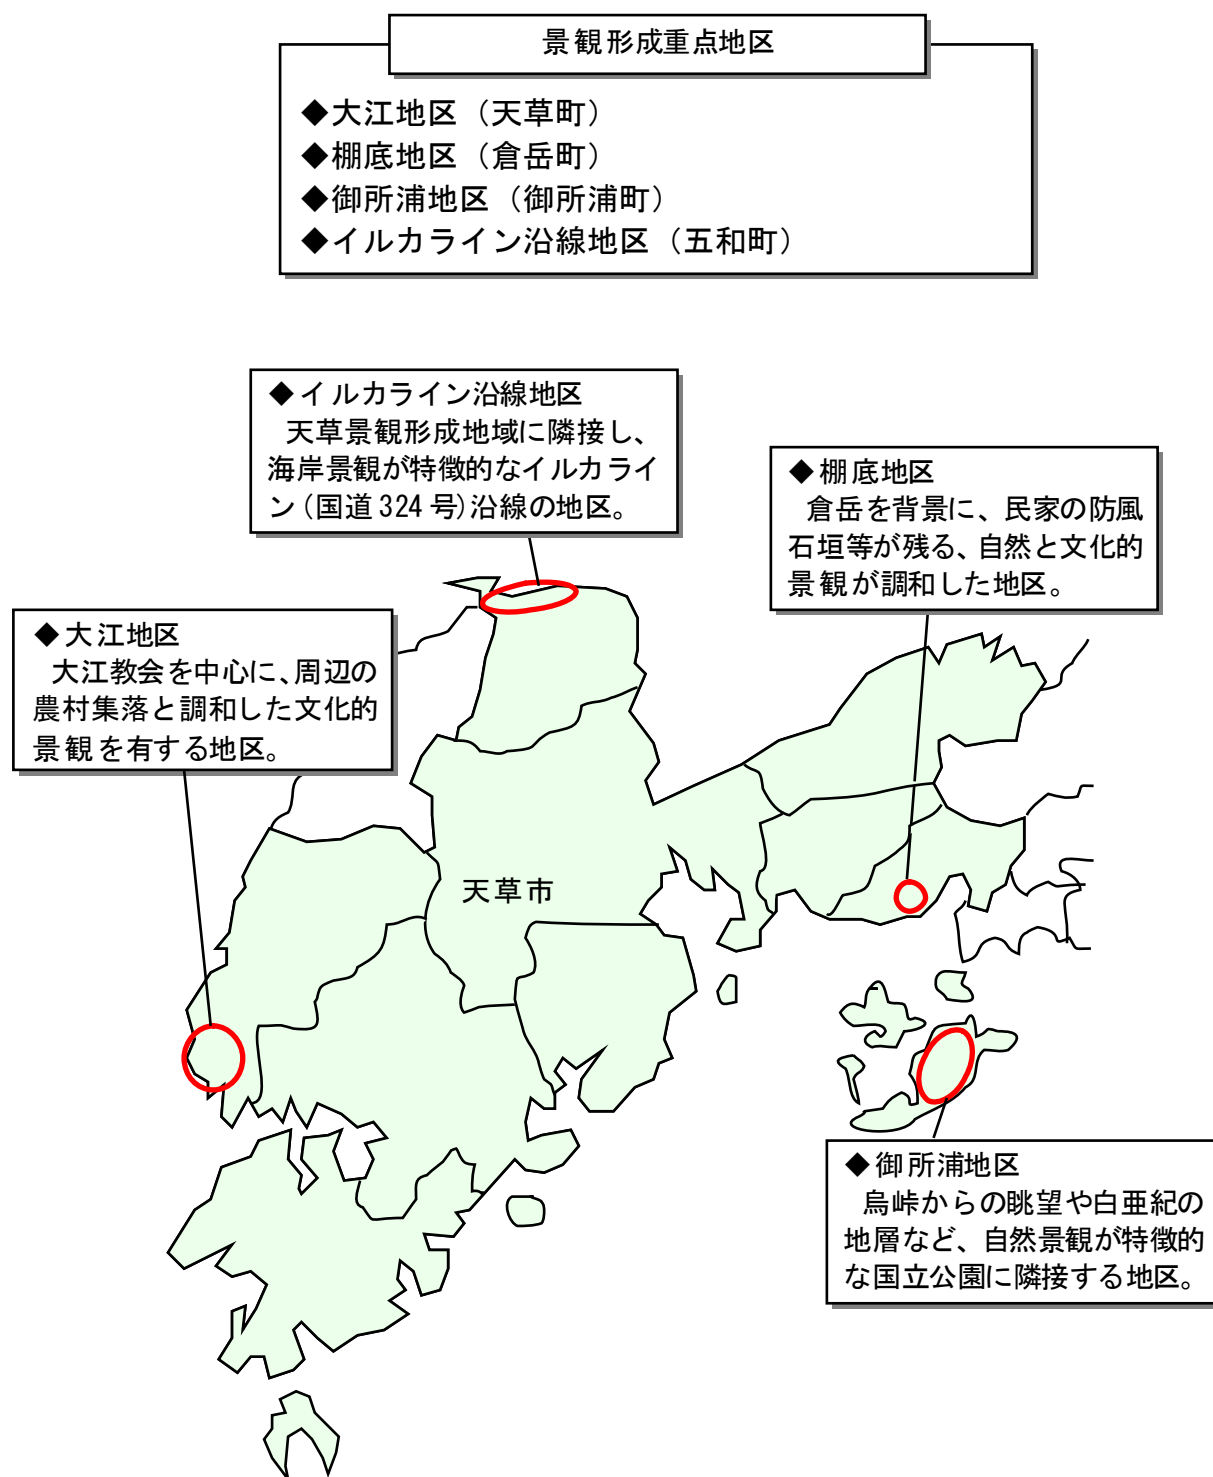 景観形成重点地区
◆大江地区（天草町）
◆棚底地区（倉岳町）
◆御所浦地区（御所浦町）
◆イルカライン沿線地区（五和町）
◆イルカライン沿線地区
天草景観形成地域に隣接し、
海岸景観が特徴的なイルカライ
ン（国道324号）沿線の地区。
◆棚底地区
倉岳を背景に、民家の防風
石垣等が残る、自然と文化的
景観が調和した地区。
◆大江地区
大江教会を中心に、周辺の
農村集落と調和した文化的
景観を有する地区。
天草市
◆御所浦地区
烏峠からの眺望や白亜紀の
地層など、自然景観が特徴的
な国立公園に隣接する地区。